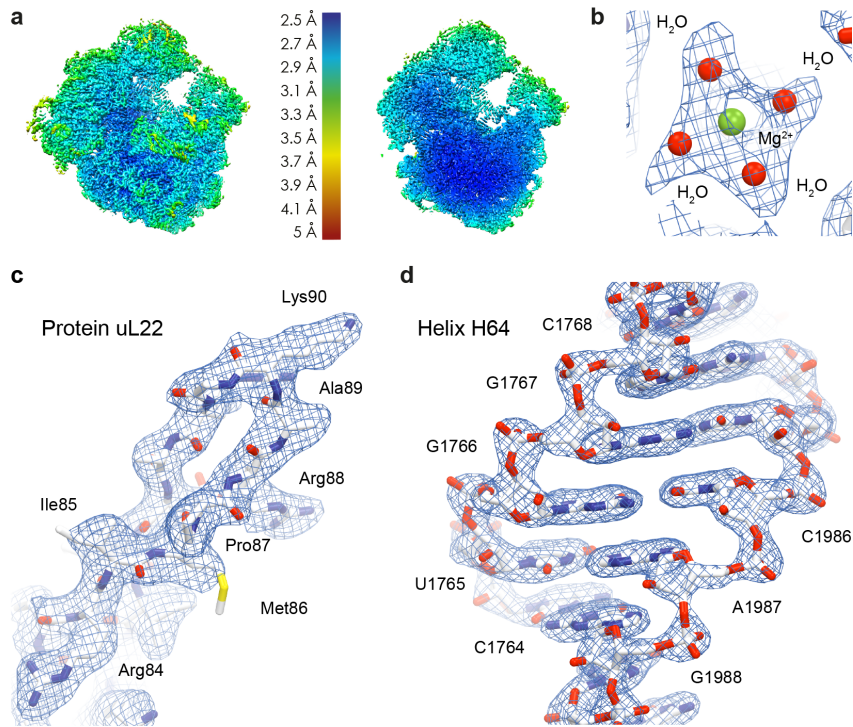 a
2.5 Å
2.7 Å
2.9 Å
3.1 Å
3.3 Å
3.5 Å
3.7 Å
3.9 Å
4.1 Å
5 Å
b
H₂O
H₂O
Mg²⁺
H₂O
H₂O
c
Protein uL22
Lys90
Ala89
Arg88
Ile85
Pro87
Met86
Arg84
d
Helix H64
C1768
G1767
G1766
C1986
U1765
A1987
C1764
G1988